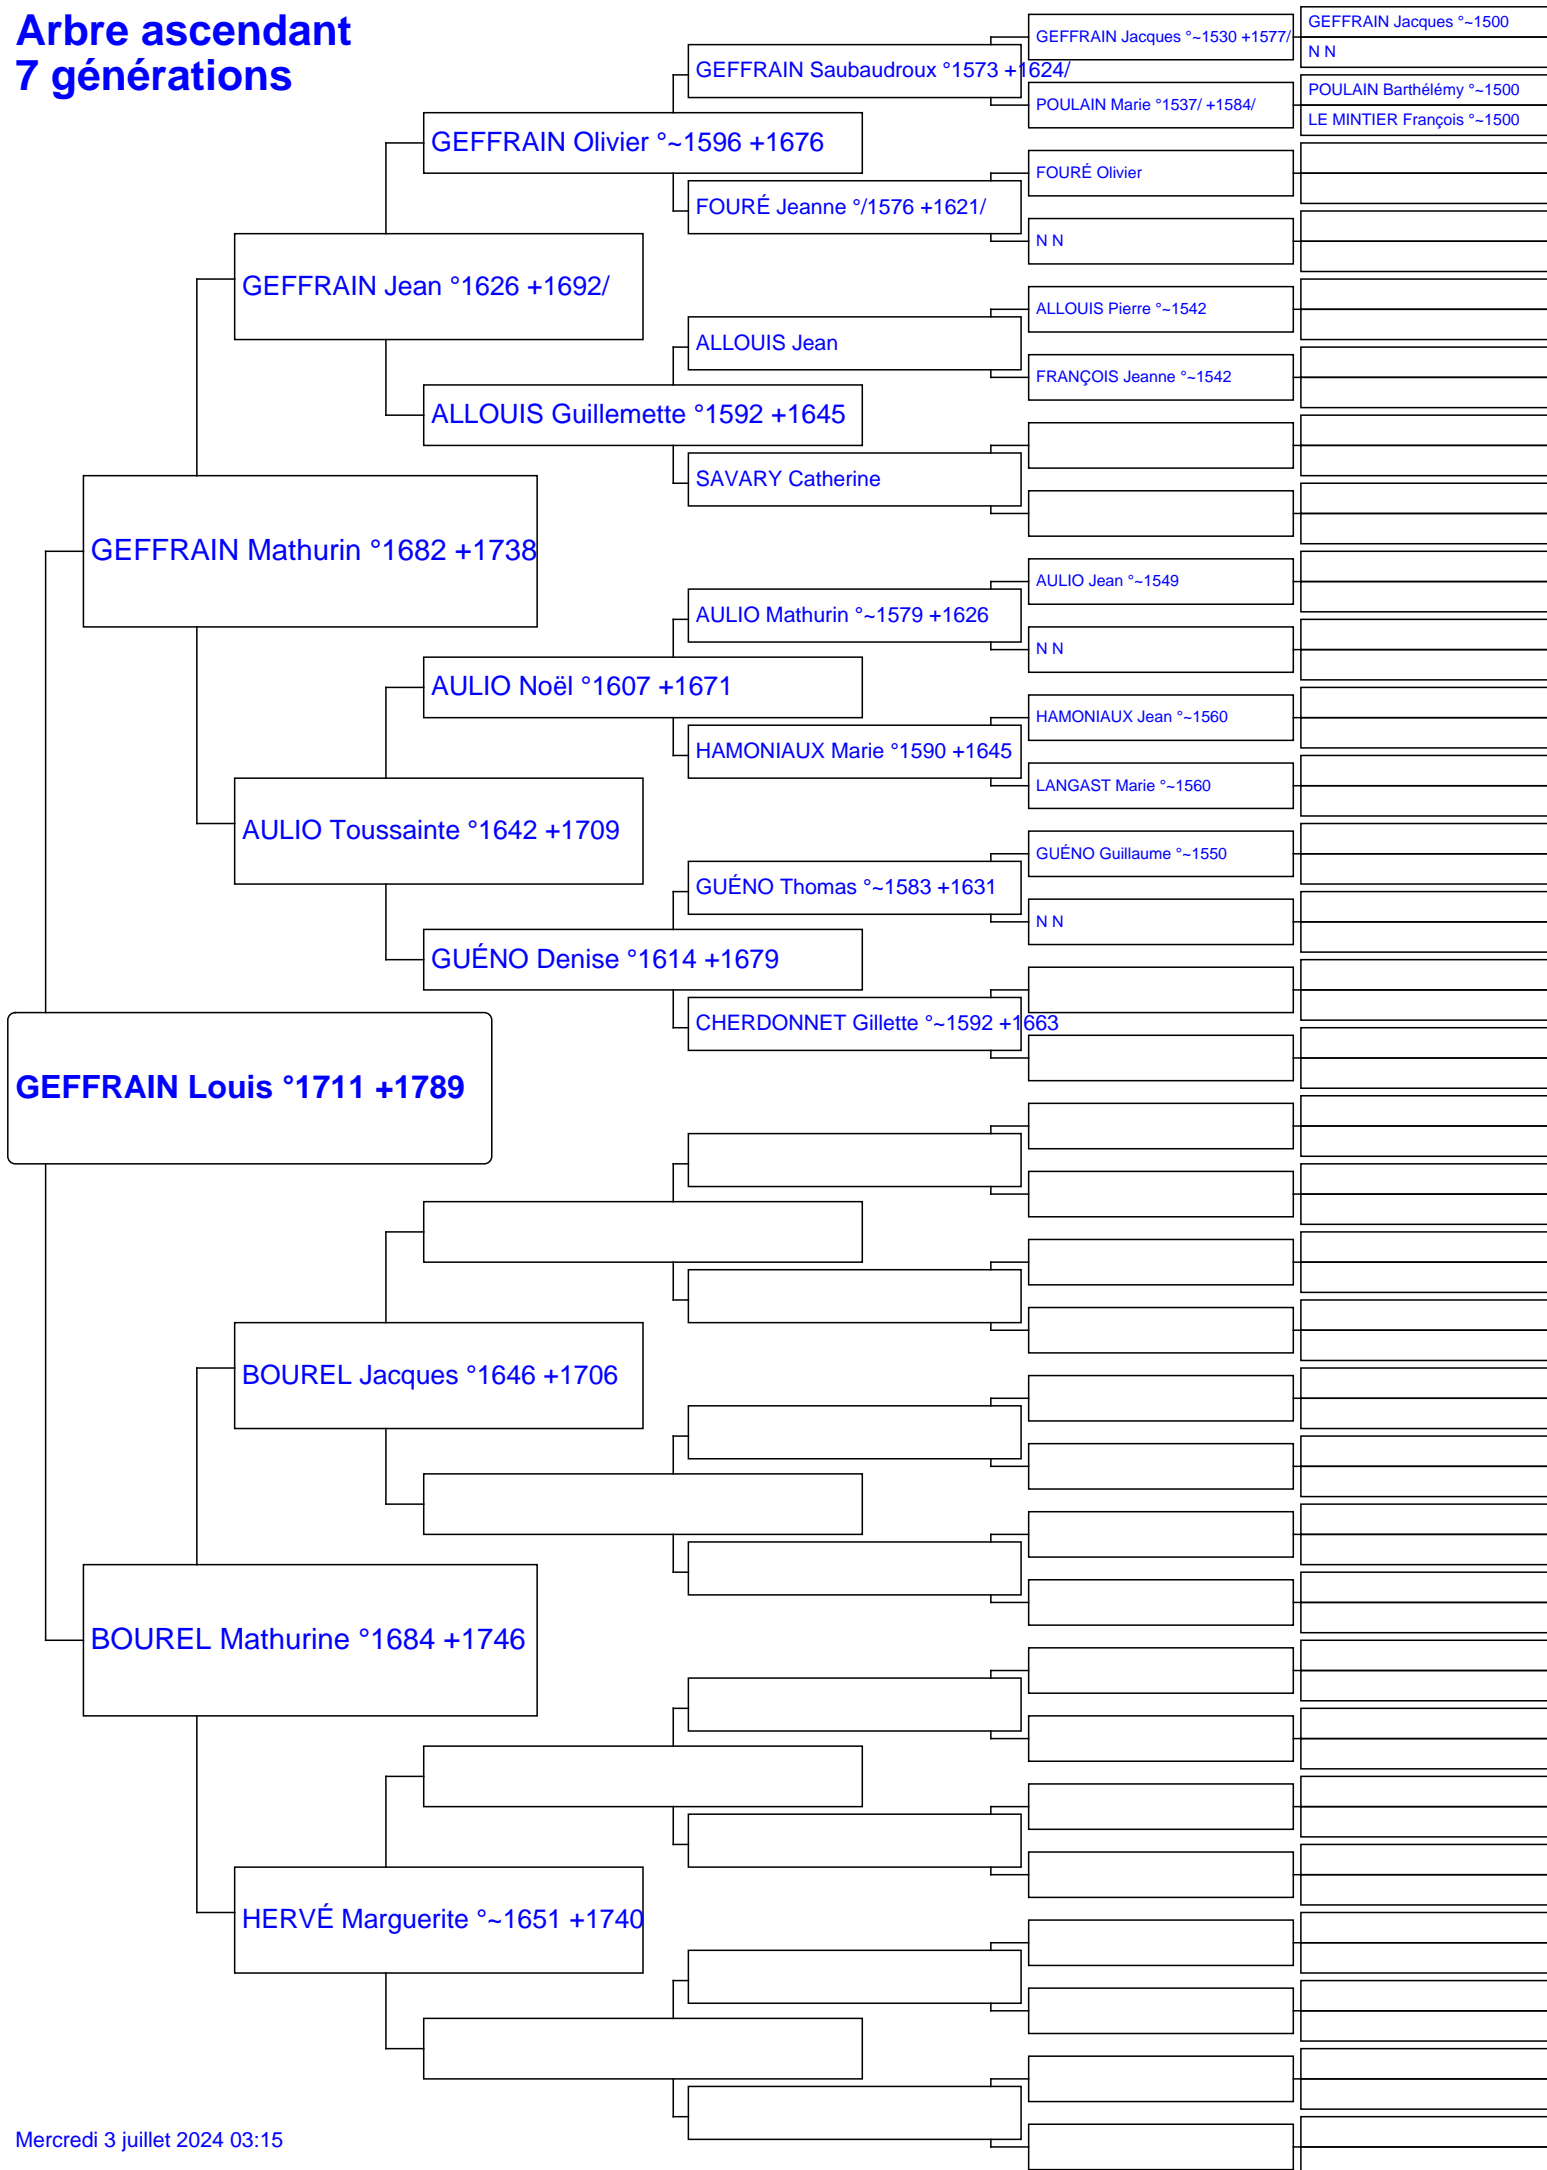 Arbre ascendant
7 générations
GEFFRAIN Jacques °~1500
N N
GEFFRAIN Jacques °~1530 +1577/
GEFFRAIN Saubaudroux °1573 +1624/
POULAIN Barthélémy °~1500
POULAIN Marie °1537/ +1584/
LE MINTIER François °~1500
GEFFRAIN Olivier °~1596 +1676
FOURÉ Olivier
FOURÉ Jeanne °/1576 +1621/
N N
GEFFRAIN Jean °1626 +1692/
ALLOUIS Pierre °~1542
ALLOUIS Jean
FRANÇOIS Jeanne °~1542
ALLOUIS Guillemette °1592 +1645
SAVARY Catherine
GEFFRAIN Mathurin °1682 +1738
AULIO Jean °~1549
AULIO Mathurin °~1579 +1626
N N
AULIO Noël °1607 +1671
HAMONIAUX Jean °~1560
HAMONIAUX Marie °1590 +1645
LANGAST Marie °~1560
AULIO Toussainte °1642 +1709
GUÉNO Guillaume °~1550
GUÉNO Thomas °~1583 +1631
N N
GUÉNO Denise °1614 +1679
CHERDONNET Gillette °~1592 +1663
GEFFRAIN Louis °1711 +1789
BOUREL Jacques °1646 +1706
BOUREL Mathurine °1684 +1746
HERVÉ Marguerite °~1651 +1740
Mercredi 3 juillet 2024 03:15